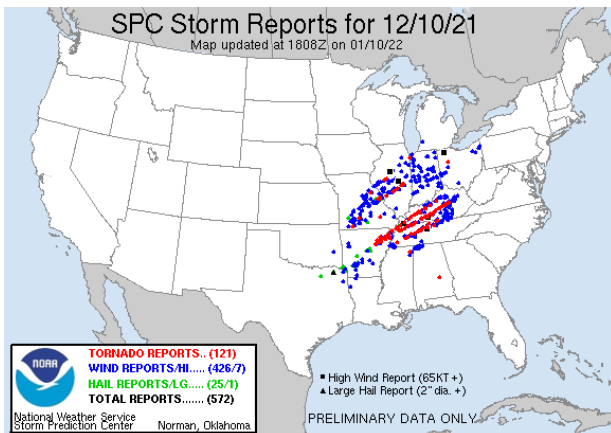 SPC Storm Reports for 12/10/21
Map updated at 1808Z on 01/10/22
NOAA
TORNADO REPORTS.. (121)
WIND REPORTS/HI..... (426/7)
HAIL REPORTS/LG..... (25/1)
TOTAL REPORTS....... (572)
National Weather Service
Storm Prediction Center Norman, Oklahoma
High Wind Report (65KT +)
Large Hail Report (2" dia. +)
PRELIMINARY DATA ONLY